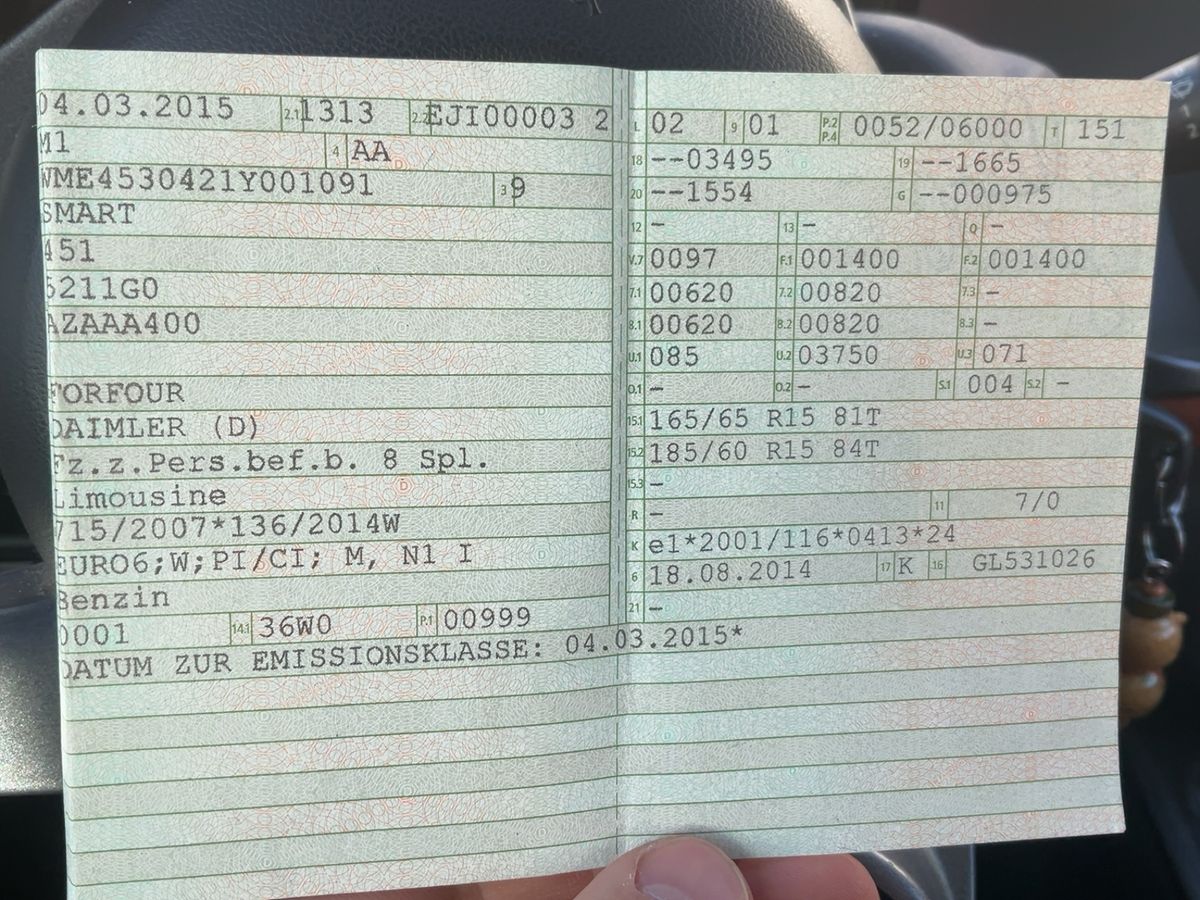 04.03.2015 2.1 1313 2.2 EJI00003 2
M1 4 AA
WME4530421Y001091 3 9
SMART
451
5211G0
AZAAA400
FORFOUR
DAIMLER (D)
Fz.z.Pers.bef.b. 8 Spl.
Limousine
715/2007*136/2014W
EURO6;W;PI/CI; M, N1 I
Benzin
0001 14.1 36W0 P.1 00999
DATUM ZUR EMISSIONSKLASSE: 04.03.2015*
L 02 9 01 P.2 P.4 0052/06000 T 151
18 --03495 19 --1665
20 --1554 G --000975
12 - 13 - Q -
V.7 0097 F.1 001400 F.2 001400
7.1 00620 7.2 00820 7.3 -
8.1 00620 8.2 00820 8.3 -
U.1 085 U.2 03750 U.3 071
O.1 - O.2 - S.1 004 S.2 -
15.1 165/65 R15 81T
15.2 185/60 R15 84T
15.3 -
R - 11 7/0
K e1*2001/116*0413*24
6 18.08.2014 17 K 16 GL531026
21 -